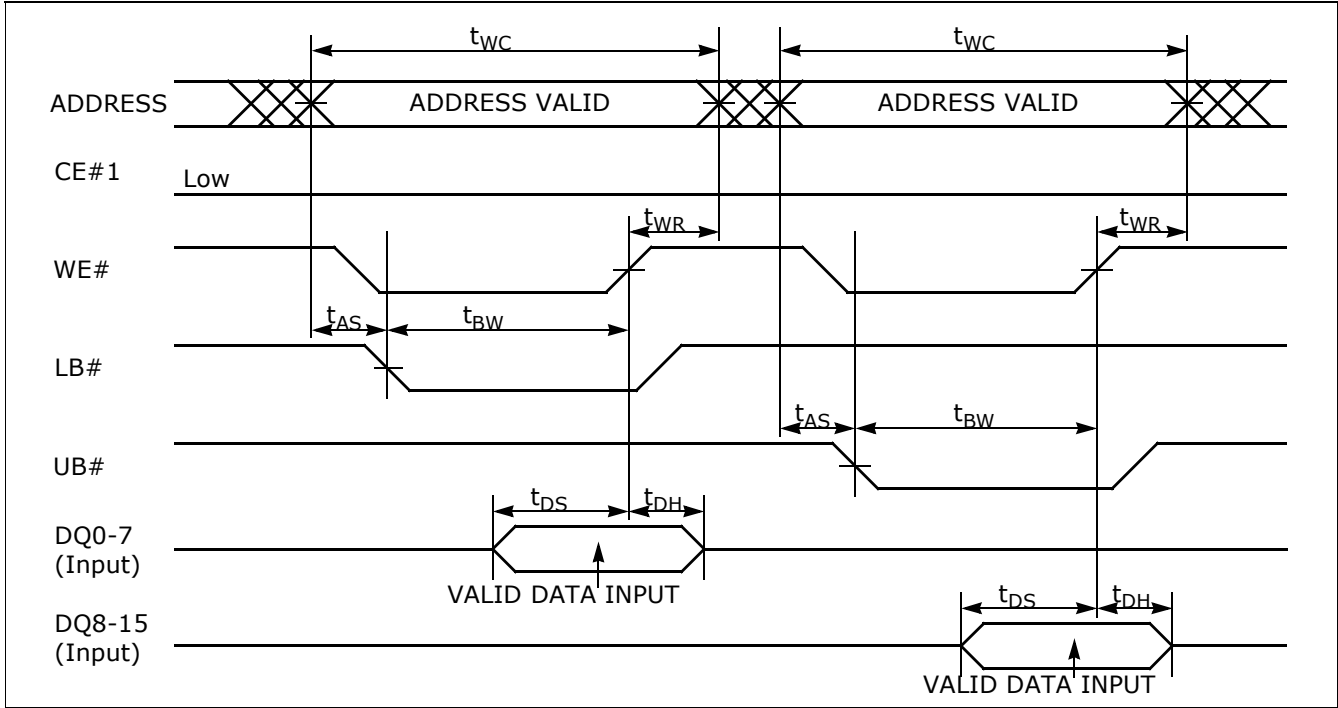 tWC tWC
ADDRESS ADDRESS VALID ADDRESS VALID
CE#1 Low
tWR tWR
WE#
tAS tBW
LB#
tAS tBW
UB#
tDS tDH
DQ0-7
(Input)
VALID DATA INPUT
tDS tDH
DQ8-15
(Input)
VALID DATA INPUT